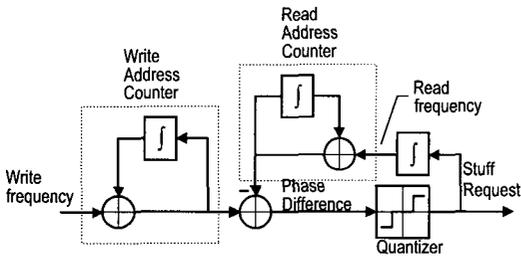 Read
Address
Counter
Write
Address
Counter
∫
∫
Read
frequency
∫
Write
frequency
Stuff
Request
−
Phase
Difference
Quantizer